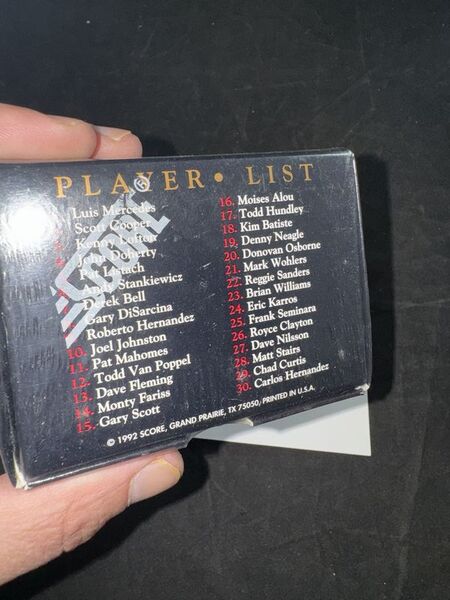 PLAYER • LIST
Luis Mercedes
Scott Cooper
Kenny Lofton
John Doherty
Pat Listach
Andy Stankiewicz
Derek Bell
Gary DiSarcina
Roberto Hernandez
10. Joel Johnston
11. Pat Mahomes
12. Todd Van Poppel
13. Dave Fleming
14. Monty Fariss
15. Gary Scott
16. Moises Alou
17. Todd Hundley
18. Kim Batiste
19. Denny Neagle
20. Donovan Osborne
21. Mark Wohlers
22. Reggie Sanders
23. Brian Williams
24. Eric Karros
25. Frank Seminara
26. Royce Clayton
27. Dave Nilsson
28. Matt Stairs
29. Chad Curtis
30. Carlos Hernandez
© 1992 SCORE, GRAND PRAIRIE, TX 75050/PRINTED IN U.S.A.